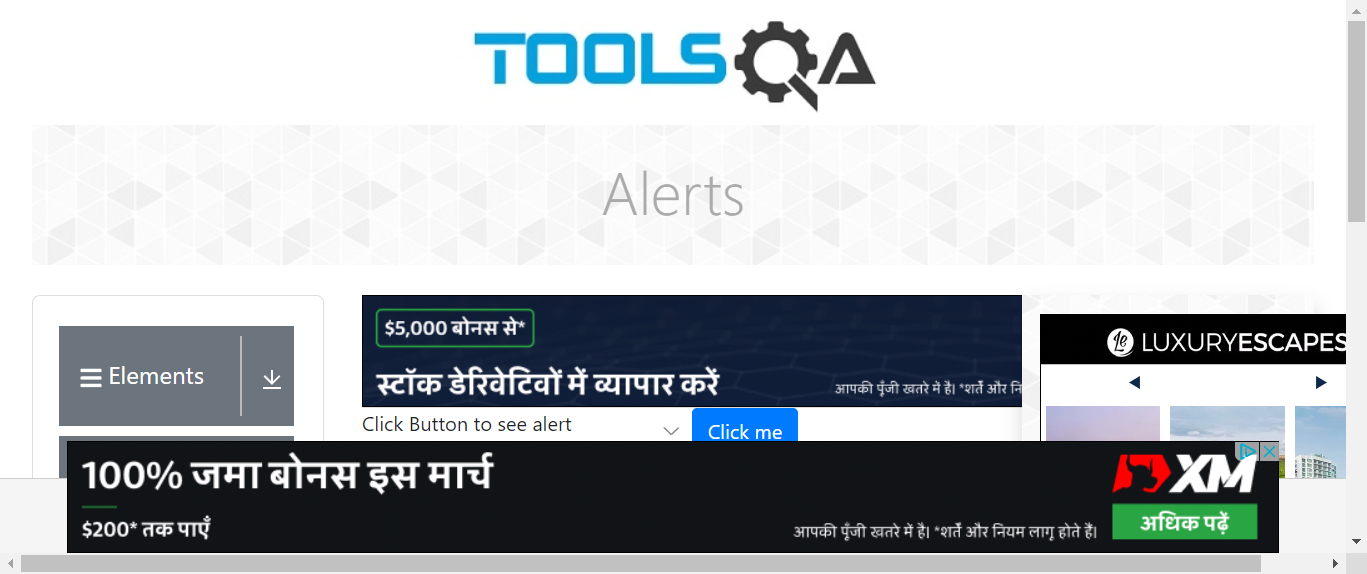 TOOLSQA
Alerts
Elements
$5,000 बोनस से*
स्टॉक डेरिवेटिवों में व्यापार करें
आपकी पूँजी खतरे में है। *शर्तें और नि
LUXURYESCAPES
Click Button to see alert
Click me
100% जमा बोनस इस मार्च
$200* तक पाएँ
आपकी पूँजी खतरे में है। *शर्तें और नियम लागू होते हैं।
XM
अधिक पढ़ें